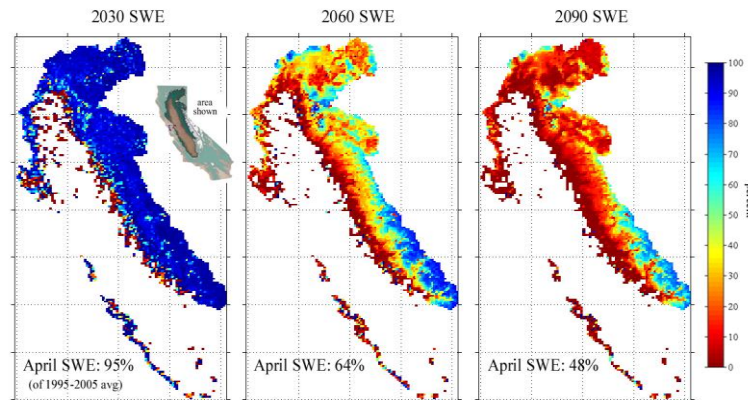 2030 SWE
2060 SWE
2090 SWE
area
shown
April SWE: 95%
(of 1995-2005 avg)
April SWE: 64%
April SWE: 48%
100
90
80
70
60
50
40
30
20
10
0